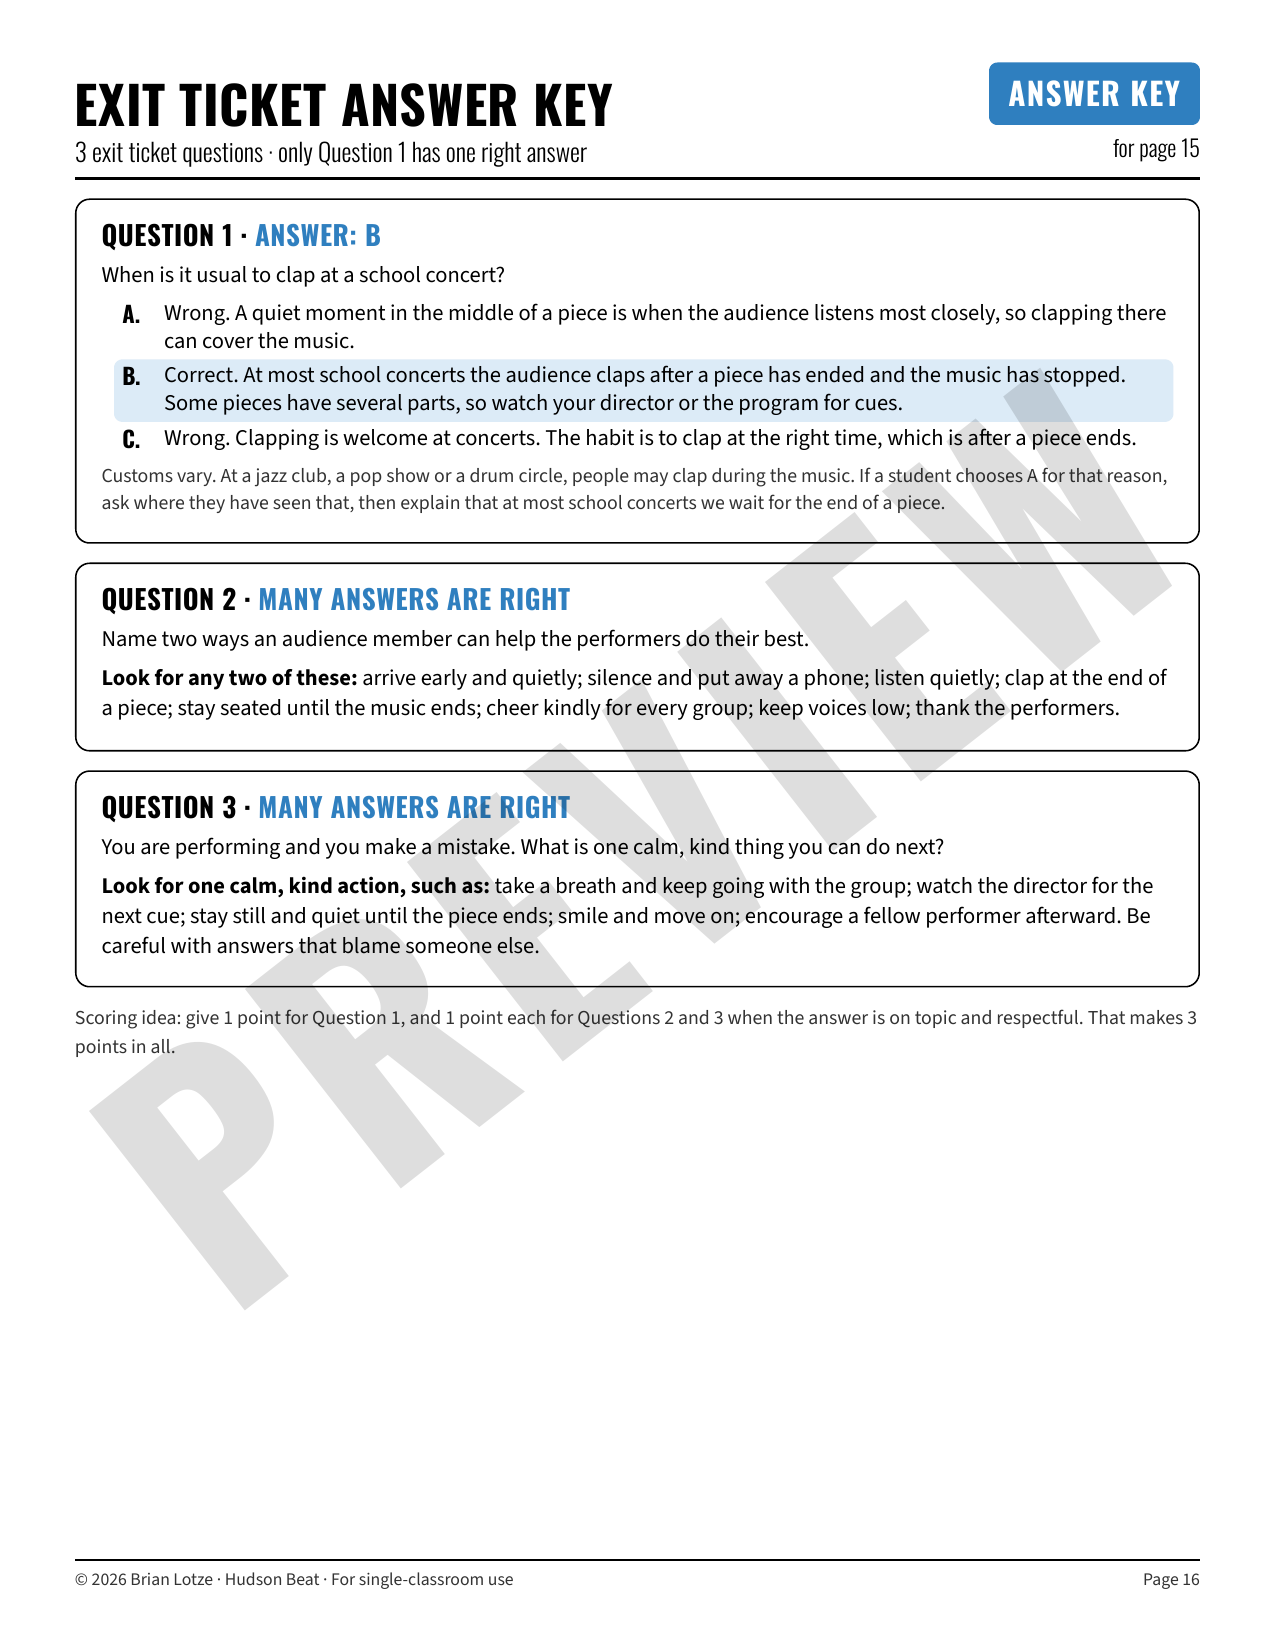 EXIT TICKET ANSWER KEY
ANSWER KEY
3 exit ticket questions · only Question 1 has one right answer
for page 15
QUESTION 1 · ANSWER: B
When is it usual to clap at a school concert?
A. Wrong. A quiet moment in the middle of a piece is when the audience listens most closely, so clapping there
can cover the music.
B. Correct. At most school concerts the audience claps after a piece has ended and the music has stopped.
Some pieces have several parts, so watch your director or the program for cues.
C. Wrong. Clapping is welcome at concerts. The habit is to clap at the right time, which is after a piece ends.
Customs vary. At a jazz club, a pop show or a drum circle, people may clap during the music. If a student chooses A for that reason,
ask where they have seen that, then explain that at most school concerts we wait for the end of a piece.
QUESTION 2 · MANY ANSWERS ARE RIGHT
Name two ways an audience member can help the performers do their best.
Look for any two of these: arrive early and quietly; silence and put away a phone; listen quietly; clap at the end of
a piece; stay seated until the music ends; cheer kindly for every group; keep voices low; thank the performers.
QUESTION 3 · MANY ANSWERS ARE RIGHT
You are performing and you make a mistake. What is one calm, kind thing you can do next?
Look for one calm, kind action, such as: take a breath and keep going with the group; watch the director for the
next cue; stay still and quiet until the piece ends; smile and move on; encourage a fellow performer afterward. Be
careful with answers that blame someone else.
Scoring idea: give 1 point for Question 1, and 1 point each for Questions 2 and 3 when the answer is on topic and respectful. That makes 3
points in all.
PREVIEW
© 2026 Brian Lotze · Hudson Beat · For single-classroom use
Page 16